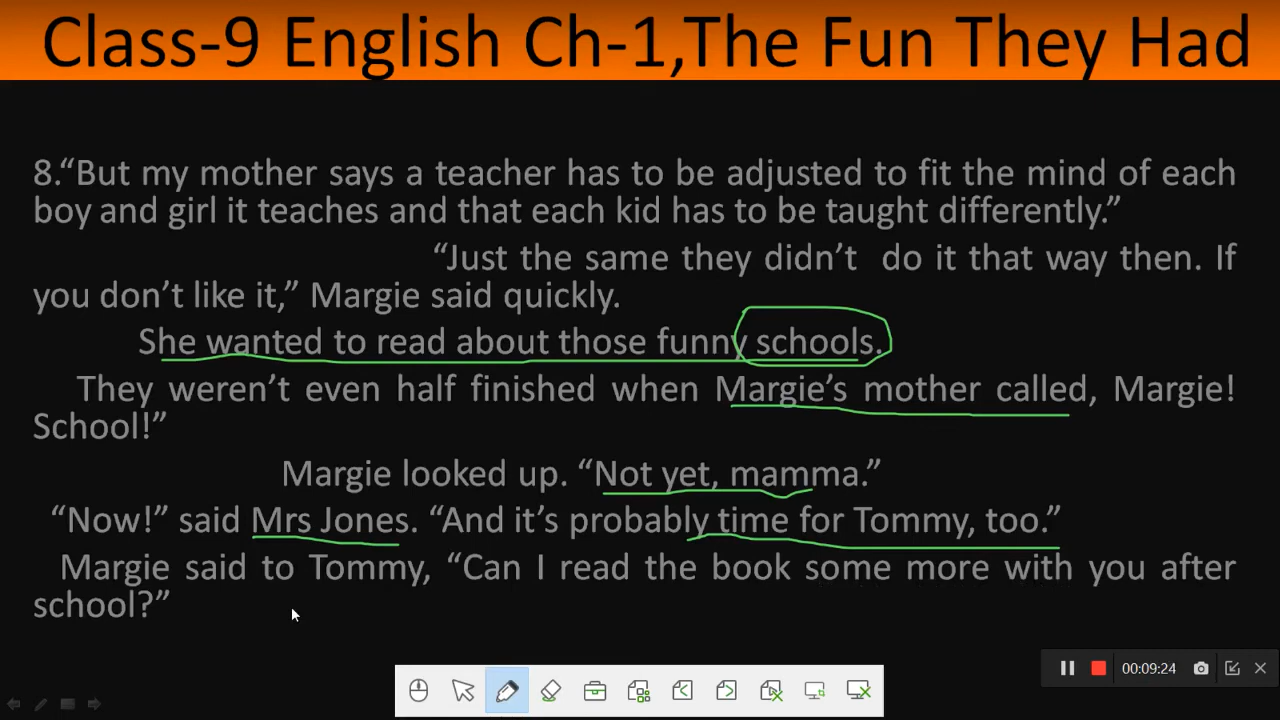 Class-9 English Ch-1,The Fun They Had
8.“But my mother says a teacher has to be adjusted to fit the mind of each
boy and girl it teaches and that each kid has to be taught differently.”
“Just the same they didn’t do it that way then. If
you don’t like it,” Margie said quickly.
She wanted to read about those funny schools.
They weren’t even half finished when Margie’s mother called, Margie!
School!”
Margie looked up. “Not yet, mamma.”
“Now!” said Mrs Jones. “And it’s probably time for Tommy, too.”
Margie said to Tommy, “Can I read the book some more with you after
school?”
00:09:24